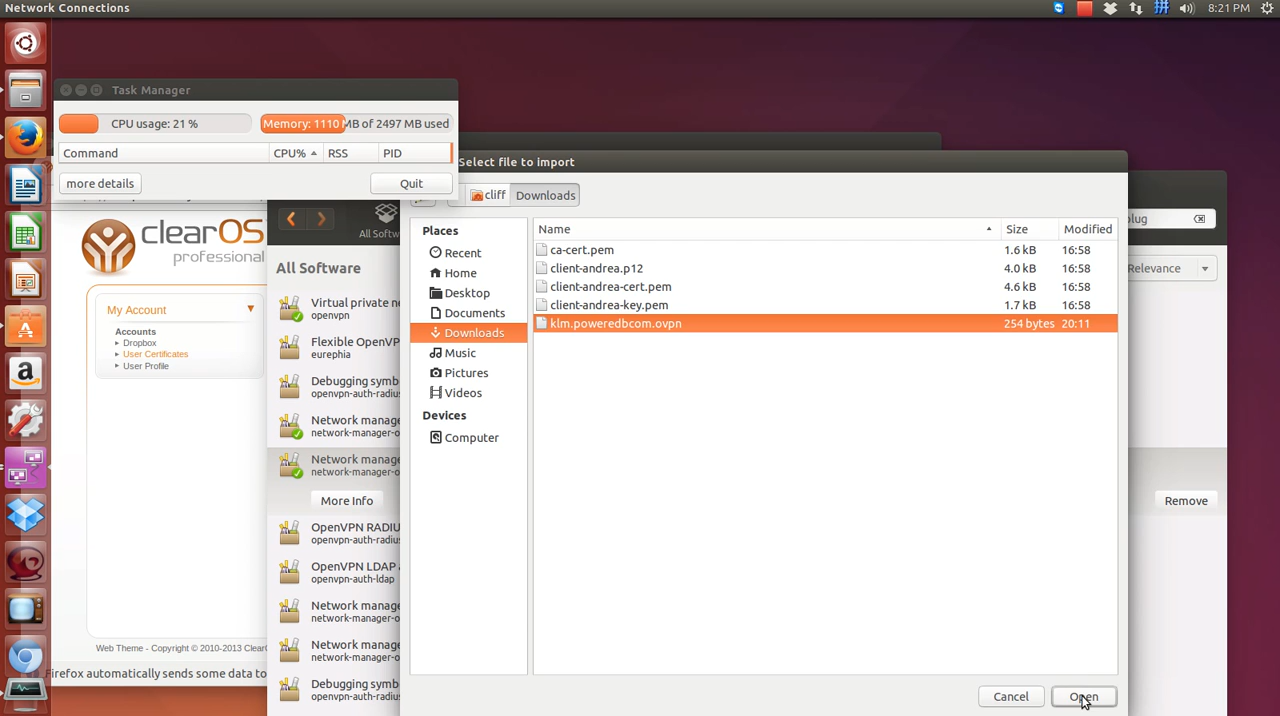 Network Connections
8:21 PM
Task Manager
CPU usage: 21 %
Memory: 1110 MB of 2497 MB used
Command CPU% RSS PID
more details
Quit
Select file to import
cliff
Downloads
Places
Recent
Home
Desktop
Documents
Downloads
Music
Pictures
Videos
Devices
Computer
Name Size Modified
ca-cert.pem 1.6 kB 16:58
client-andrea.p12 4.0 kB 16:58
client-andrea-cert.pem 4.6 kB 16:58
client-andrea-key.pem 1.7 kB 16:58
klm.poweredbcom.ovpn 254 bytes 20:11
Cancel
Open
clearOS
professional
My Account
Accounts
Dropbox
User Certificates
User Profile
Web Theme - Copyright © 2010-2013 Clear
Firefox automatically sends some data to
All Softw
plug
All Software
Relevance
Virtual private ne
openvpn
Flexible OpenVP
eurephia
Debugging symb
openvpn-auth-radiu
Network manage
network-manager-o
Network manage
network-manager-o
More Info
Remove
OpenVPN RADIU
openvpn-auth-radiu
OpenVPN LDAP a
openvpn-auth-ldap
Network manage
network-manager-o
Network manage
network-manager-o
Debugging symb
network-manager-o